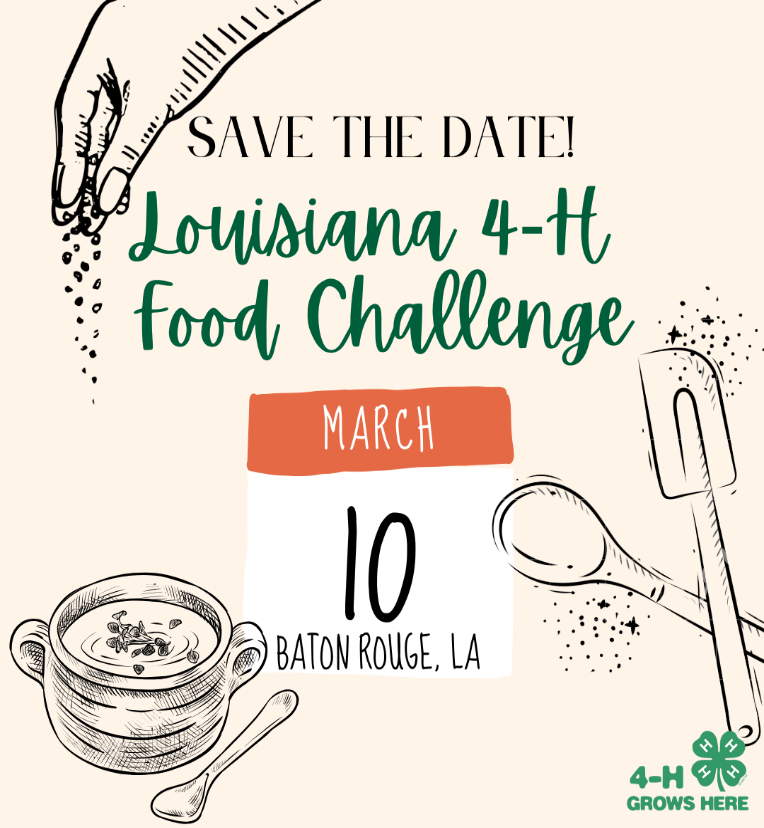 SAVE THE DATE!
Louisiana 4-H
Food Challenge
MARCH
10
BATON ROUGE, LA
H H
H H
4-H
GROWS HERE